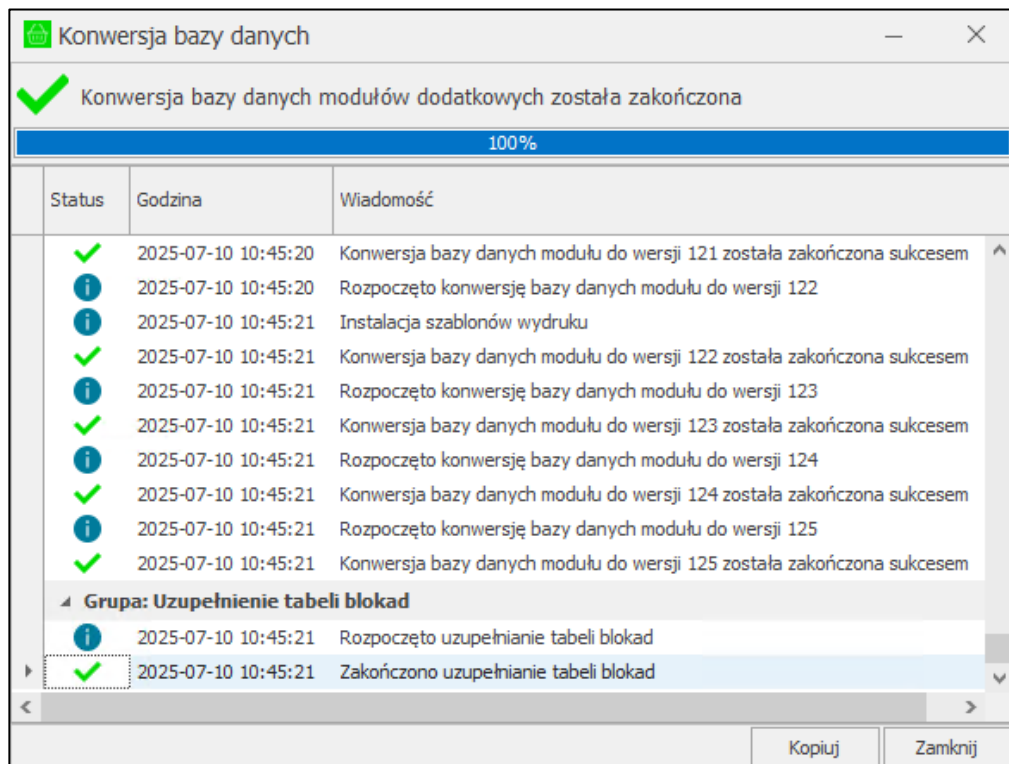 Konwersja bazy danych
Konwersja bazy danych modułów dodatkowych została zakończona
100%
Status Godzina Wiadomość
2025-07-10 10:45:20 Konwersja bazy danych modułu do wersji 121 została zakończona sukcesem
2025-07-10 10:45:20 Rozpoczęto konwersję bazy danych modułu do wersji 122
2025-07-10 10:45:21 Instalacja szablonów wydruku
2025-07-10 10:45:21 Konwersja bazy danych modułu do wersji 122 została zakończona sukcesem
2025-07-10 10:45:21 Rozpoczęto konwersję bazy danych modułu do wersji 123
2025-07-10 10:45:21 Konwersja bazy danych modułu do wersji 123 została zakończona sukcesem
2025-07-10 10:45:21 Rozpoczęto konwersję bazy danych modułu do wersji 124
2025-07-10 10:45:21 Konwersja bazy danych modułu do wersji 124 została zakończona sukcesem
2025-07-10 10:45:21 Rozpoczęto konwersję bazy danych modułu do wersji 125
2025-07-10 10:45:21 Konwersja bazy danych modułu do wersji 125 została zakończona sukcesem
Grupa: Uzupełnienie tabeli blokad
2025-07-10 10:45:21 Rozpoczęto uzupełnianie tabeli blokad
2025-07-10 10:45:21 Zakończono uzupełnianie tabeli blokad
Kopiuj Zamknij